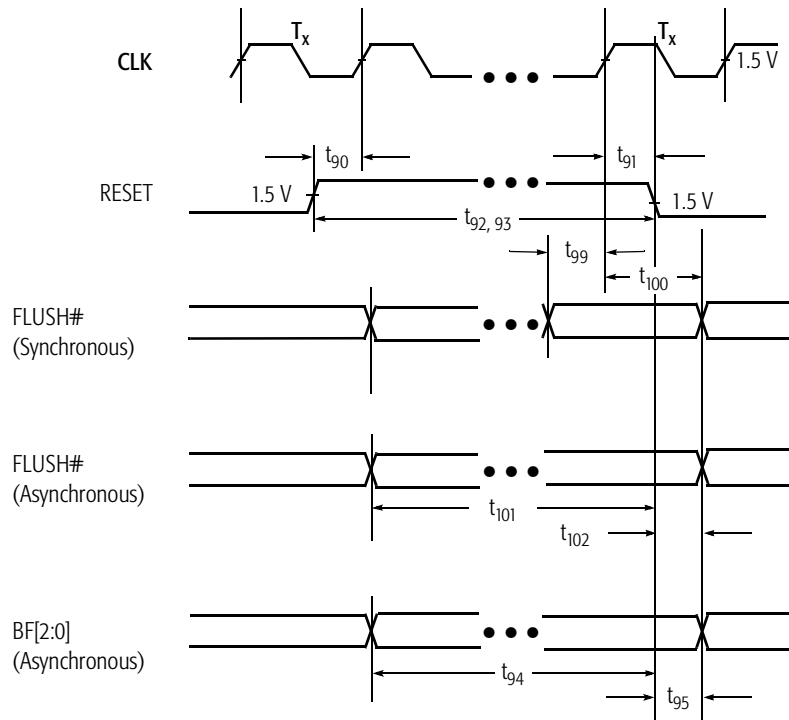 Tx Tx
CLK
1.5 V
t90 t91
RESET
1.5 V 1.5 V
t92, 93
t99
t100
FLUSH#
(Synchronous)
FLUSH#
(Asynchronous)
t101
t102
BF[2:0]
(Asynchronous)
t94
t95